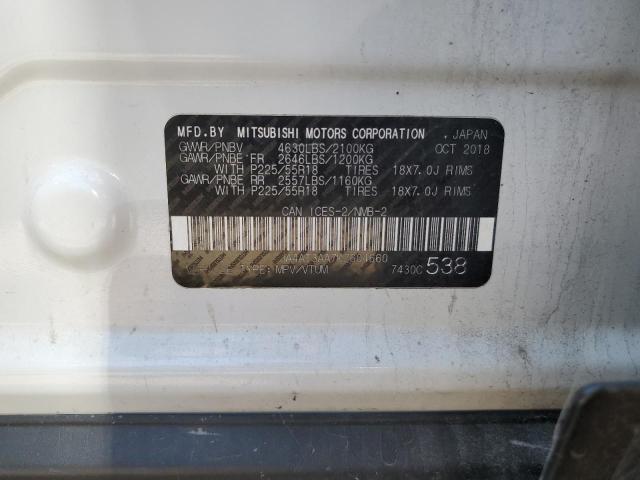 MFD.BY MITSUBISHI MOTORS CORPORATION , JAPAN
GVWR/PNBV 4630LBS/2100KG OCT 2018
GAWR/PNBE FR 2646LBS/1200KG
WITH P225/55R18 TIRES 18X7.0J RIMS
GAWR/PNBE RR 2557LBS/1160KG
WITH P225/55R18 TIRES 18X7.0J RIMS
CAN ICES-2/NMB-2
TYPE: MPV/VTUM 7430C 538